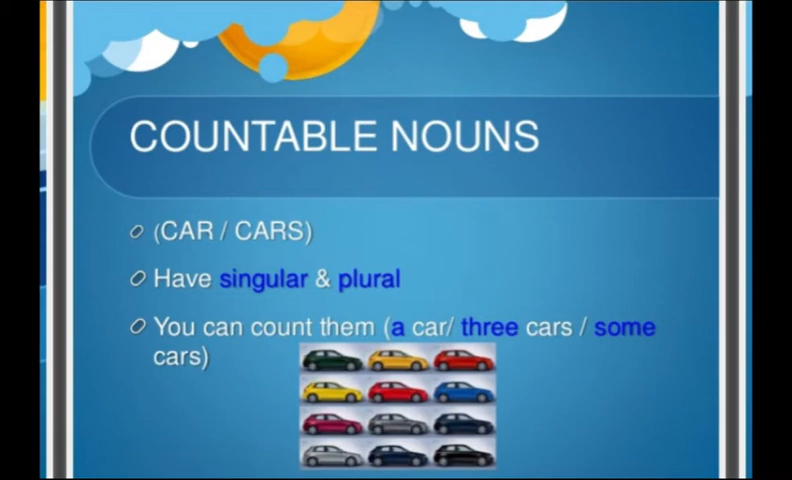 COUNTABLE NOUNS
(CAR / CARS)
Have singular & plural
You can count them (a car/ three cars / some
cars)